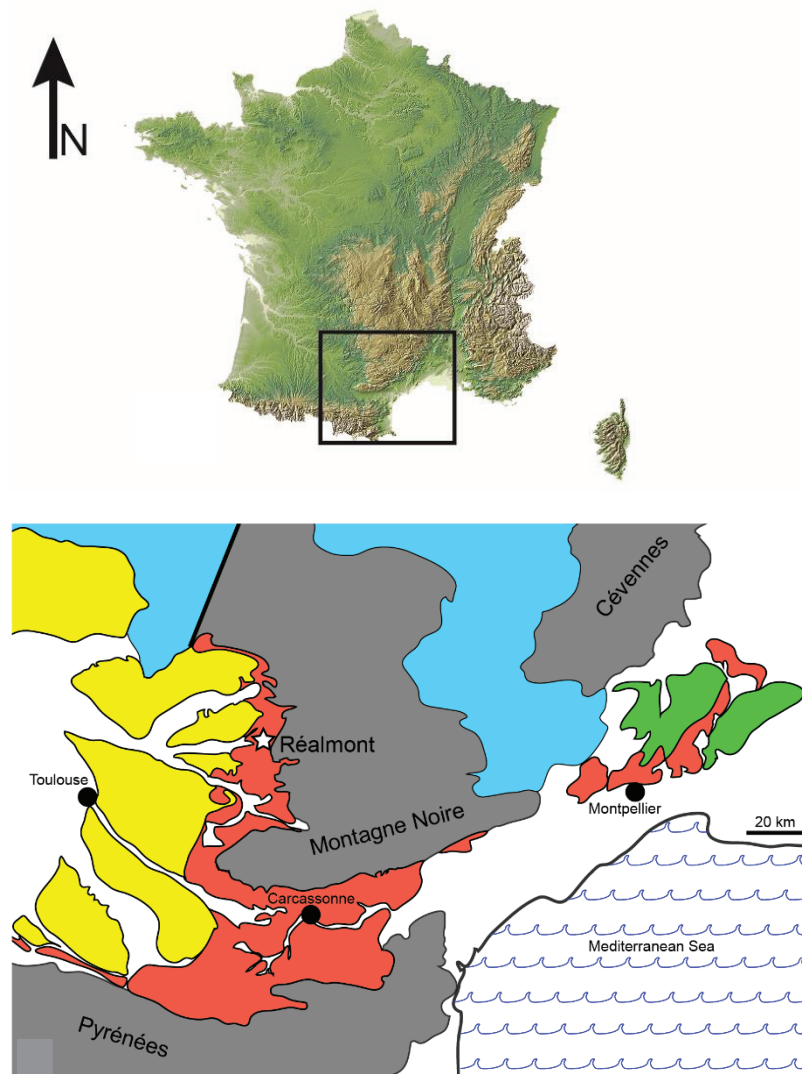 N
Cévennes
Réalmont
Toulouse
Montpellier
Montagne Noire
20 km
Carcassonne
Mediterranean Sea
Pyrénées